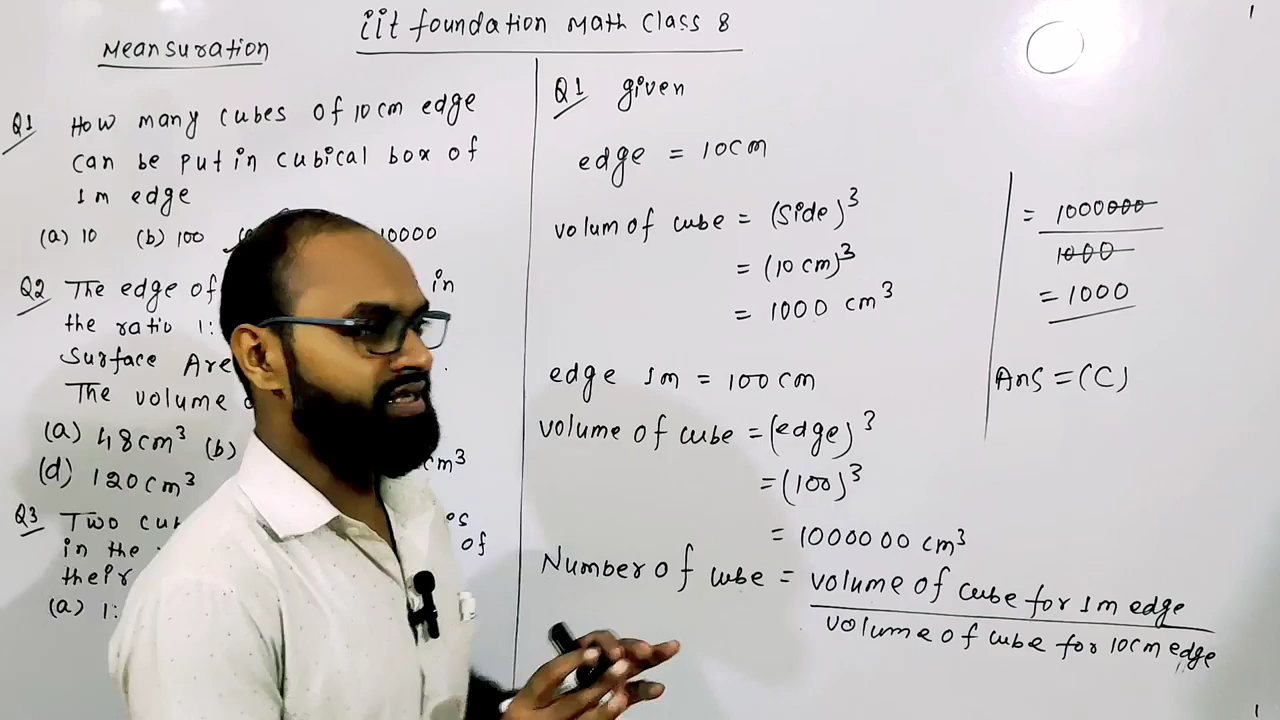 iit foundation Math Class 8
Meansuration
Q1 How many cubes of 10cm edge
can be put in cubical box of
1m edge
(a) 10 (b) 100 10000
Q2 The edge of in
the ratio 1:
Surface Are
The volume
(a) 48cm³ (b) cm³
(d) 120cm³
Q3 Two cu
in the of
their
(a) 1:
Q1 given
edge = 10cm
volum of cube = (Side)³
= (10 cm)³
= 1000 cm³
edge 1m = 100cm
volume of cube = (edge)³
= (100)³
= 1000000 cm³
Number of cube = volume of cube for 1m edge
volume of cube for 10cm edge
= 1000000
1000
= 1000
Ans = (C)